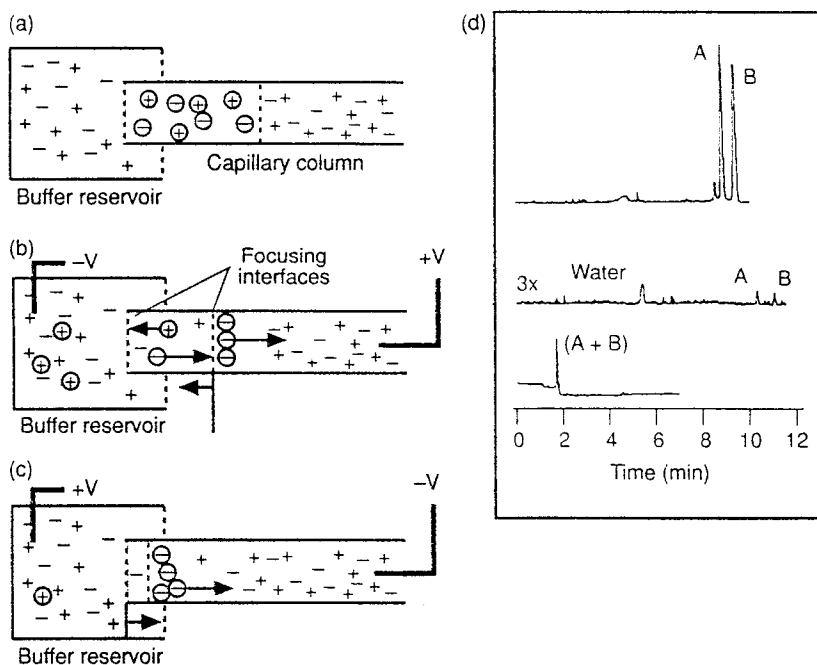 (a)
Capillary column
Buffer reservoir
(b)
–V
Focusing
interfaces
+V
Buffer reservoir
(c)
+V
–V
Buffer reservoir
(d)
A
B
3x
Water
A
B
(A + B)
0 2 4 6 8 10 12
Time (min)